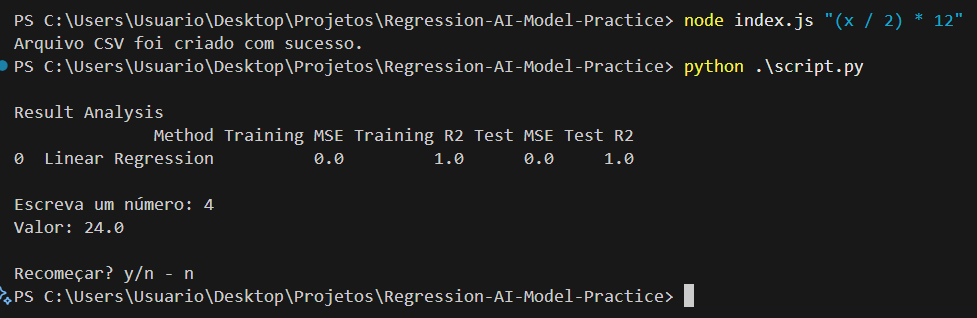 PS C:\Users\Usuario\Desktop\Projetos\Regression-AI-Model-Practice> node index.js "(x / 2) * 12"
Arquivo CSV foi criado com sucesso.
PS C:\Users\Usuario\Desktop\Projetos\Regression-AI-Model-Practice> python .\script.py
Result Analysis
Method Training MSE Training R2 Test MSE Test R2
0 Linear Regression 0.0 1.0 0.0 1.0
Escreva um número: 4
Valor: 24.0
Recomeçar? y/n - n
PS C:\Users\Usuario\Desktop\Projetos\Regression-AI-Model-Practice>